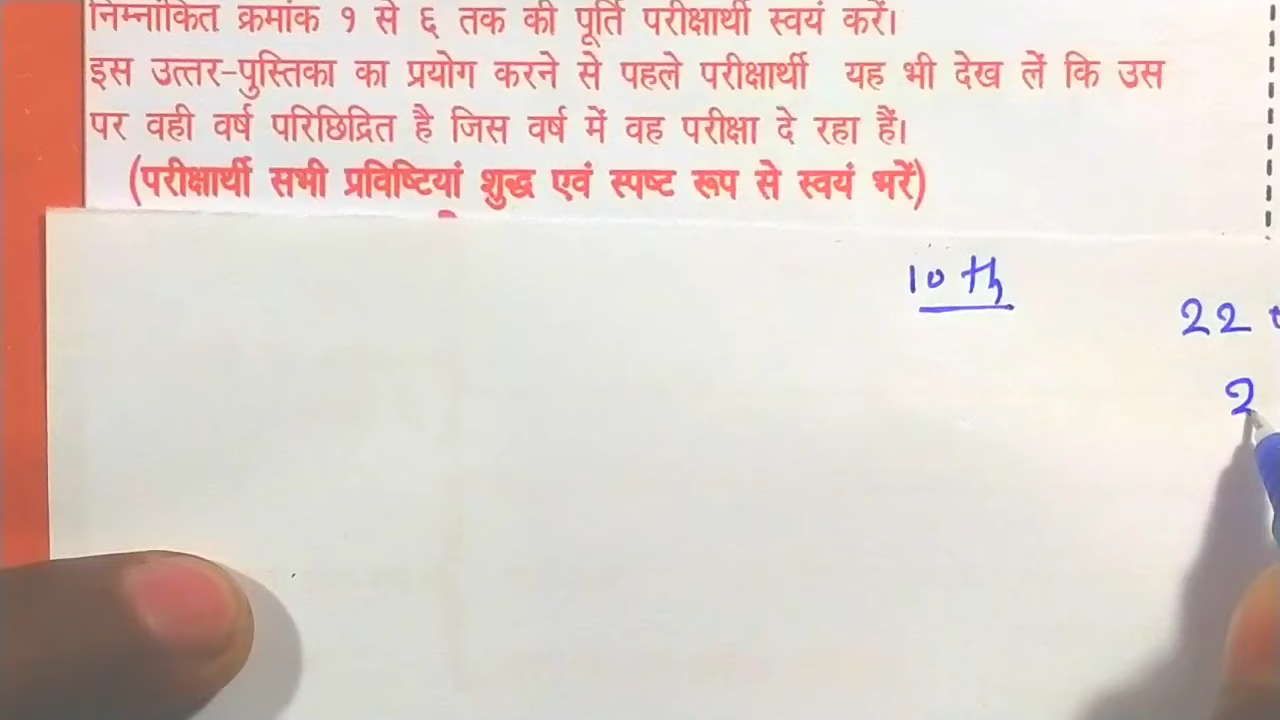 निम्नांकित क्रमांक १ से ६ तक की पूर्ति परीक्षार्थी स्वयं करें।
इस उत्तर-पुस्तिका का प्रयोग करने से पहले परीक्षार्थी यह भी देख लें कि उस
पर वही वर्ष परिछिद्रित है जिस वर्ष में वह परीक्षा दे रहा हैं।
(परीक्षार्थी सभी प्रविष्टियां शुद्ध एवं स्पष्ट रूप से स्वयं भरें)
10th
22
2